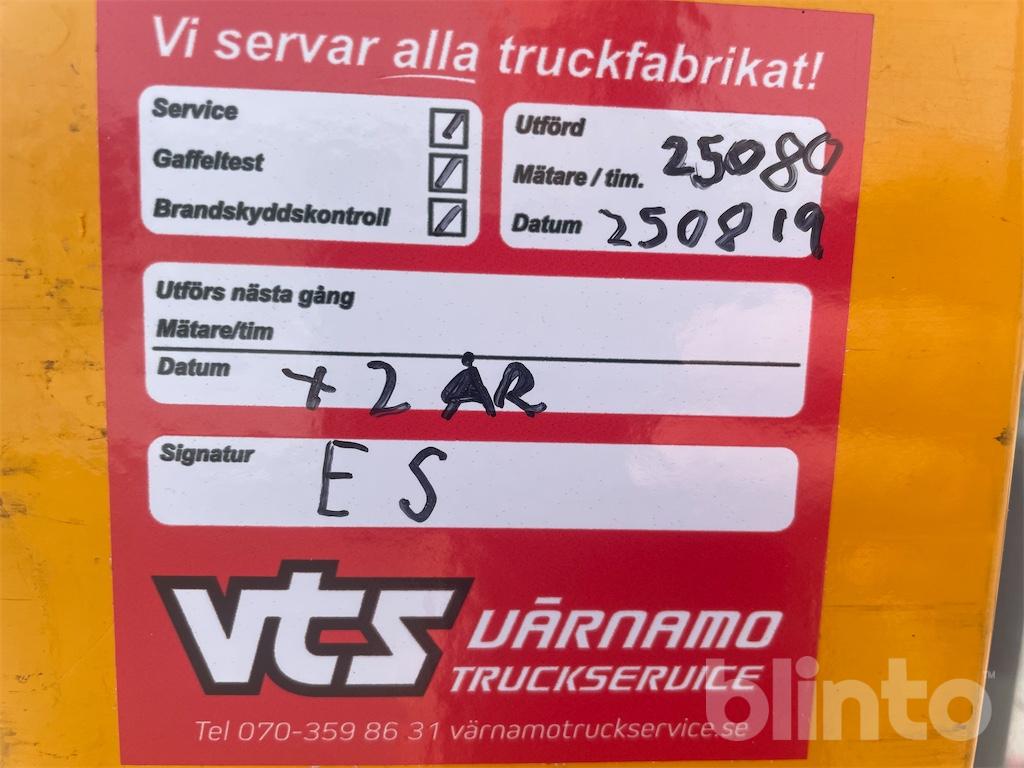 Vi servar alla truckfabrikat!
Service
Gaffeltest
Brandskyddskontroll
Utförd
Mätare / tim. 25080
Datum 250819
Utförs nästa gång
Mätare/tim
Datum + 2 ÅR
Signatur ES
vts VÄRNAMO
TRUCKSERVICE
Tel 070-359 86 31 värnamotruckservice.se
blinto™